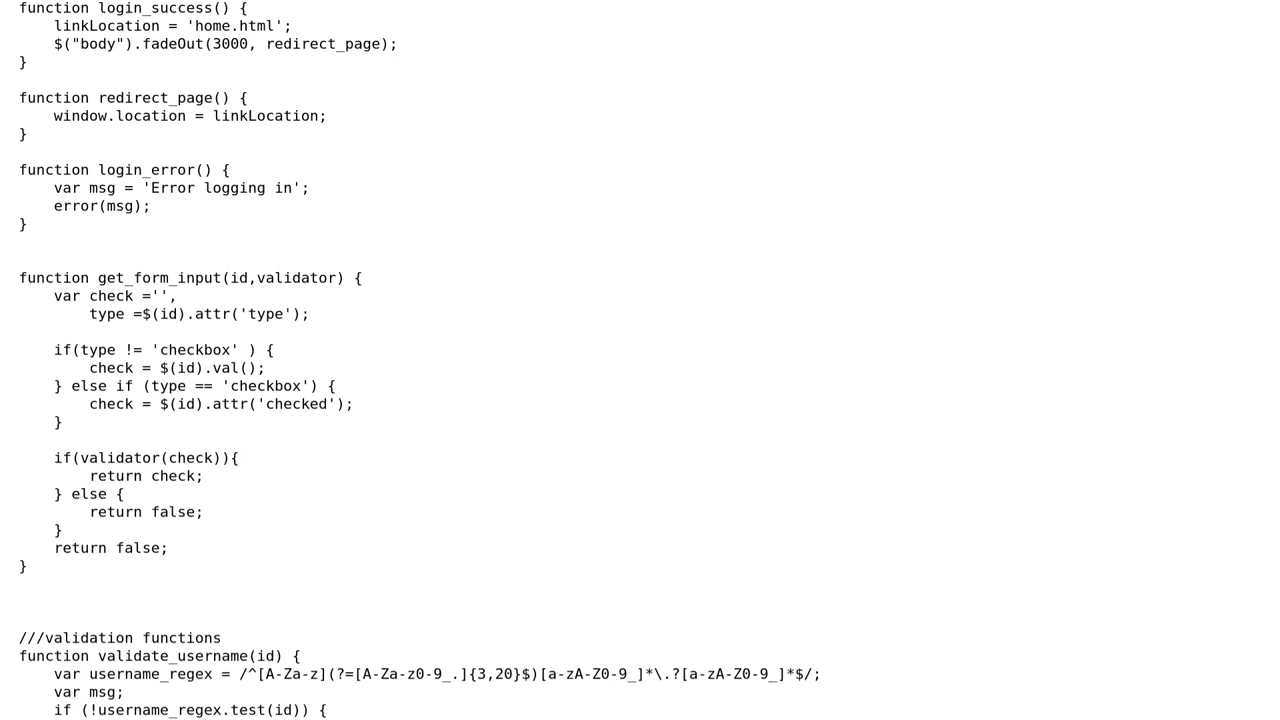 function login_success() {
    linkLocation = 'home.html';
    $("body").fadeOut(3000, redirect_page);
}

function redirect_page() {
    window.location = linkLocation;
}

function login_error() {
    var msg = 'Error logging in';
    error(msg);
}


function get_form_input(id,validator) {
    var check ='',
        type =$(id).attr('type');

    if(type != 'checkbox' ) {
        check = $(id).val();
    } else if (type == 'checkbox') {
        check = $(id).attr('checked');
    }

    if(validator(check)){
        return check;
    } else {
        return false;
    }
    return false;
}



///validation functions
function validate_username(id) {
    var username_regex = /^[A-Za-z](?=[A-Za-z0-9_.]{3,20}$)[a-zA-Z0-9_]*\.?[a-zA-Z0-9_]*$/;
    var msg;
    if (!username_regex.test(id)) {